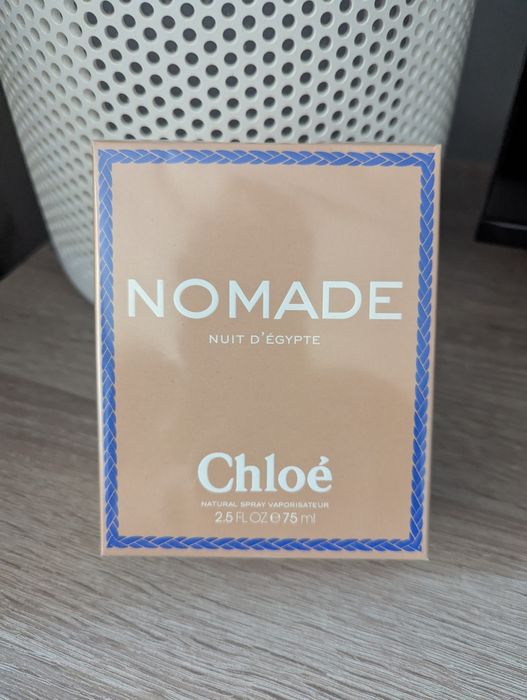 NOMADE
NUIT D'ÉGYPTE
Chloé
NATURAL SPRAY VAPORISATEUR
2.5 FL OZ ℮ 75 ml